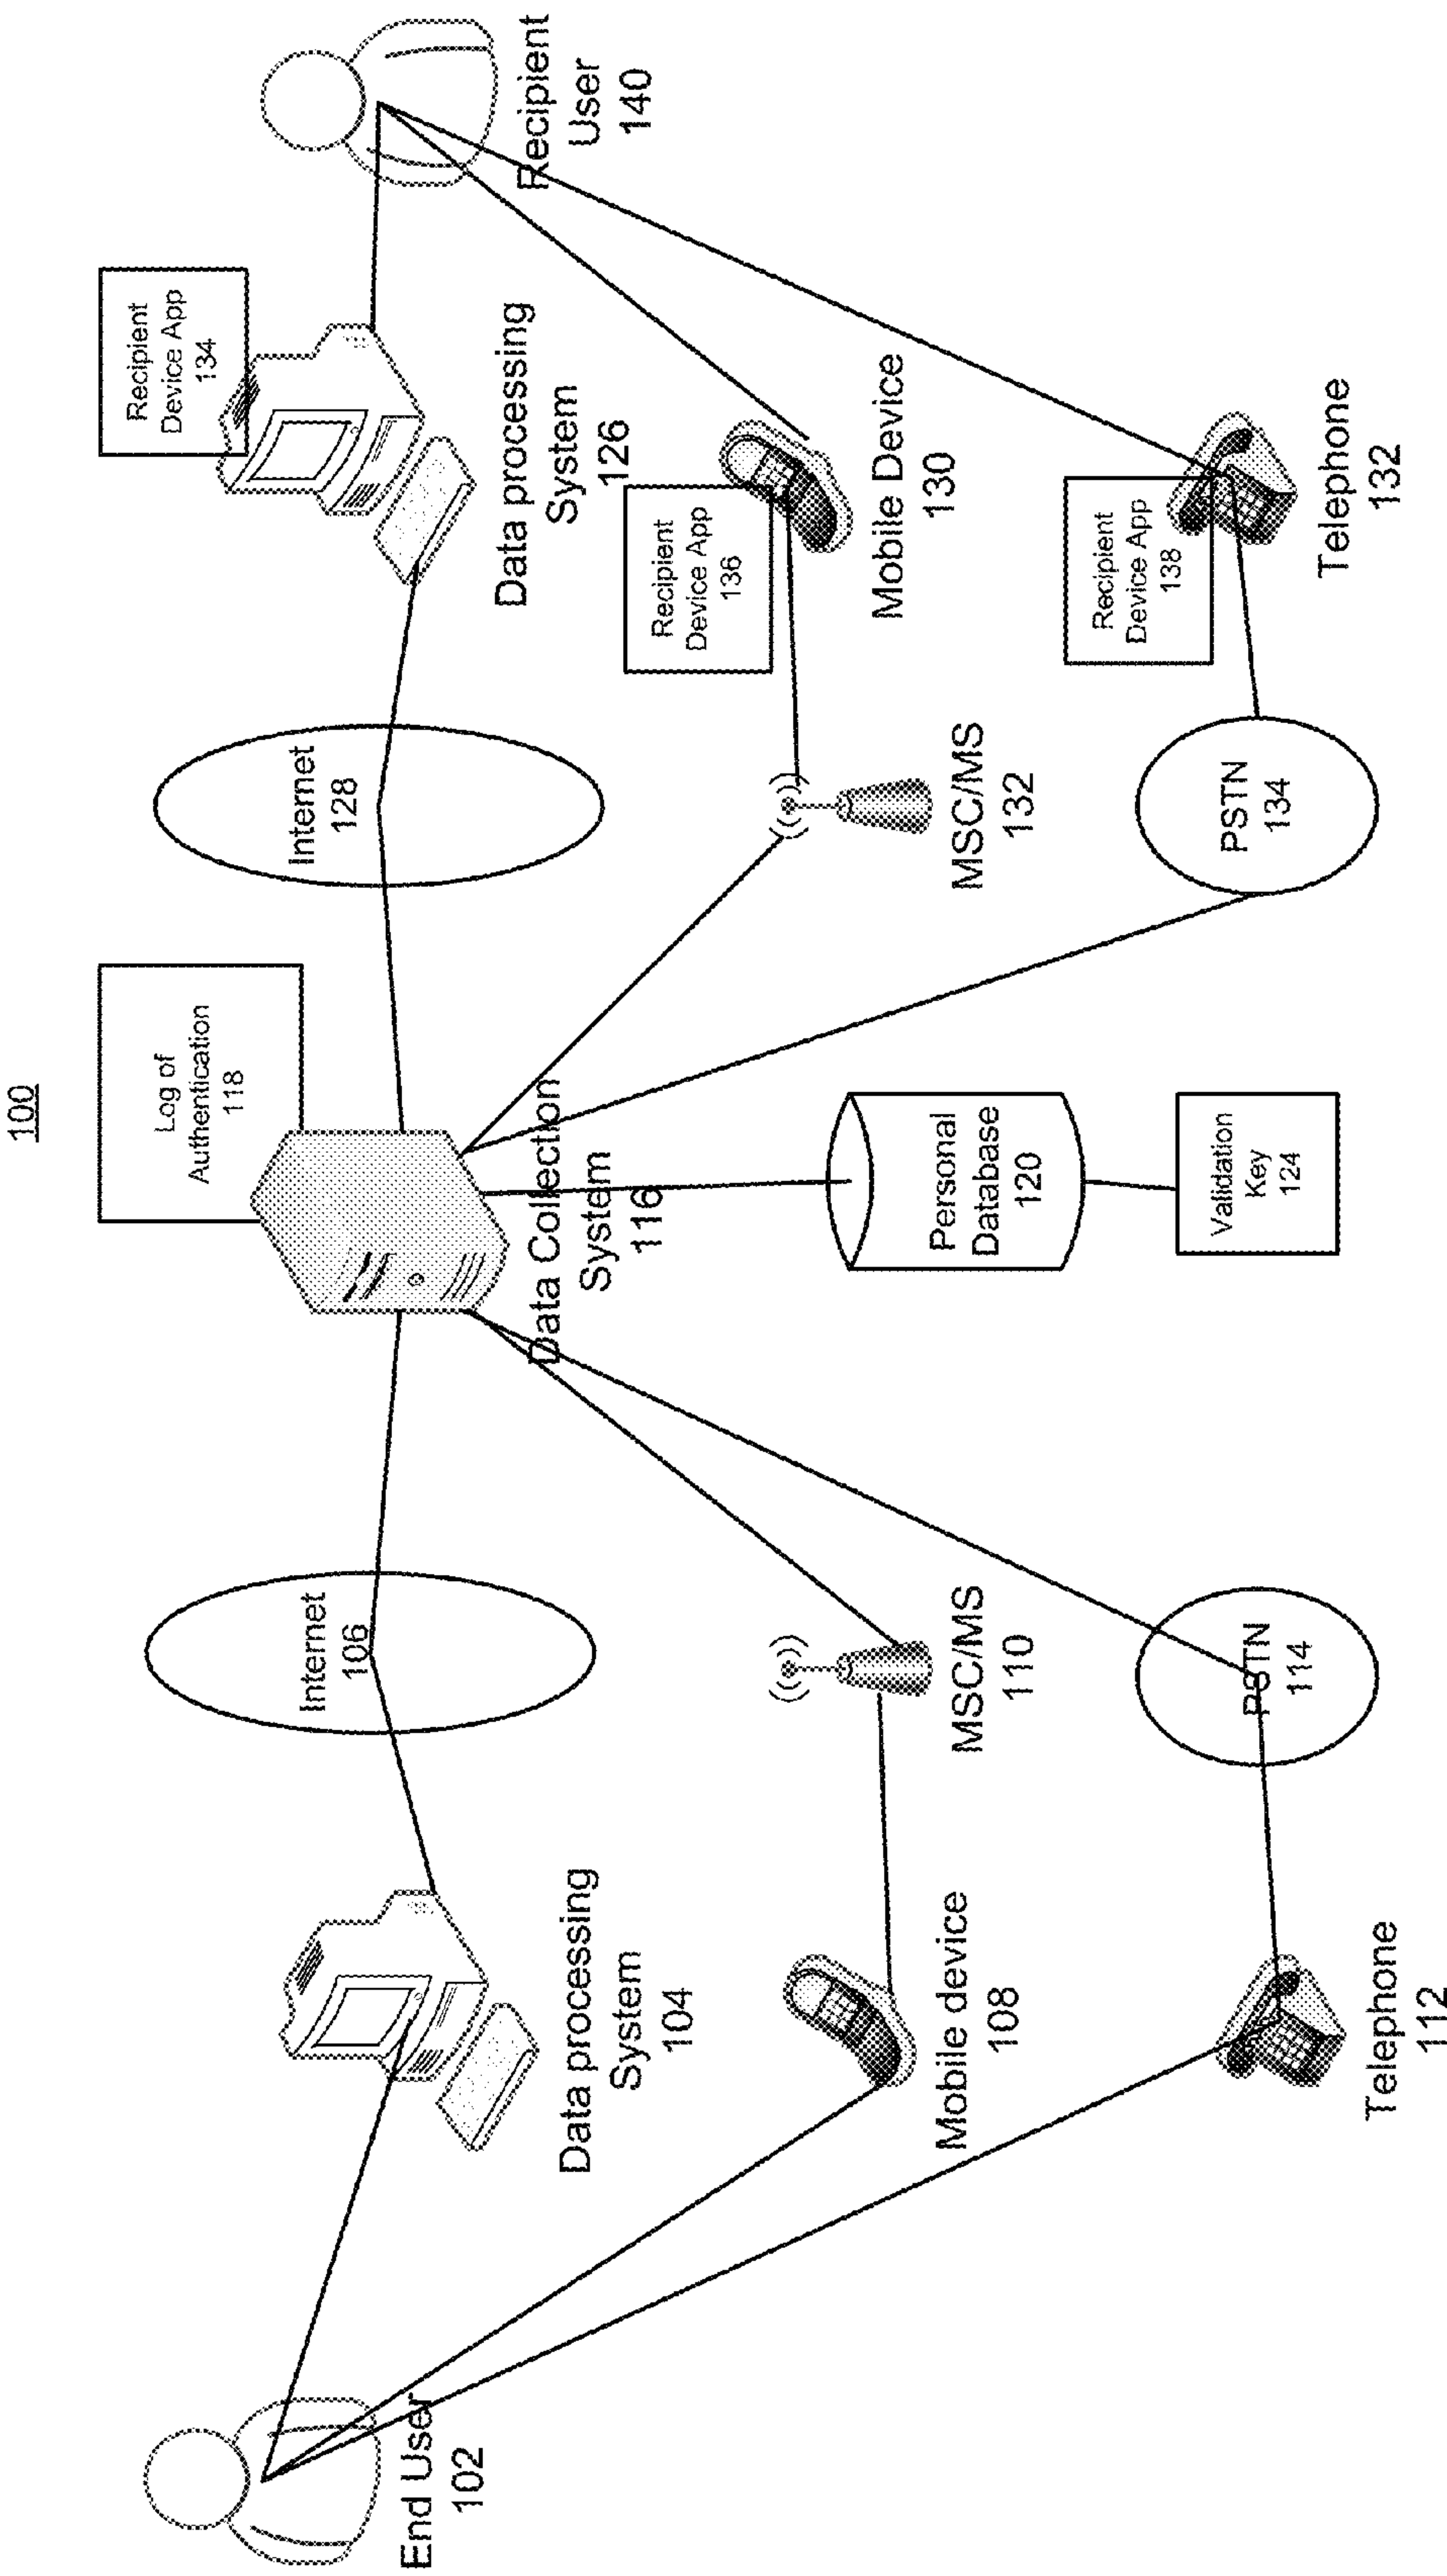 100
End User
102
Data processing
System
104
Mobile device
108
Telephone
112
Internet
106
MSC/MS
110
PSTN
114
Log of
Authentication
118
Data Collection
System
116
Personal
Database
120
Validation
Key
124
Internet
128
MSC/MS
132
PSTN
134
Recipient
Device App
134
Data processing
System
126
Recipient
Device App
136
Mobile Device
130
Recipient
Device App
138
Telephone
132
Recipient
User
140